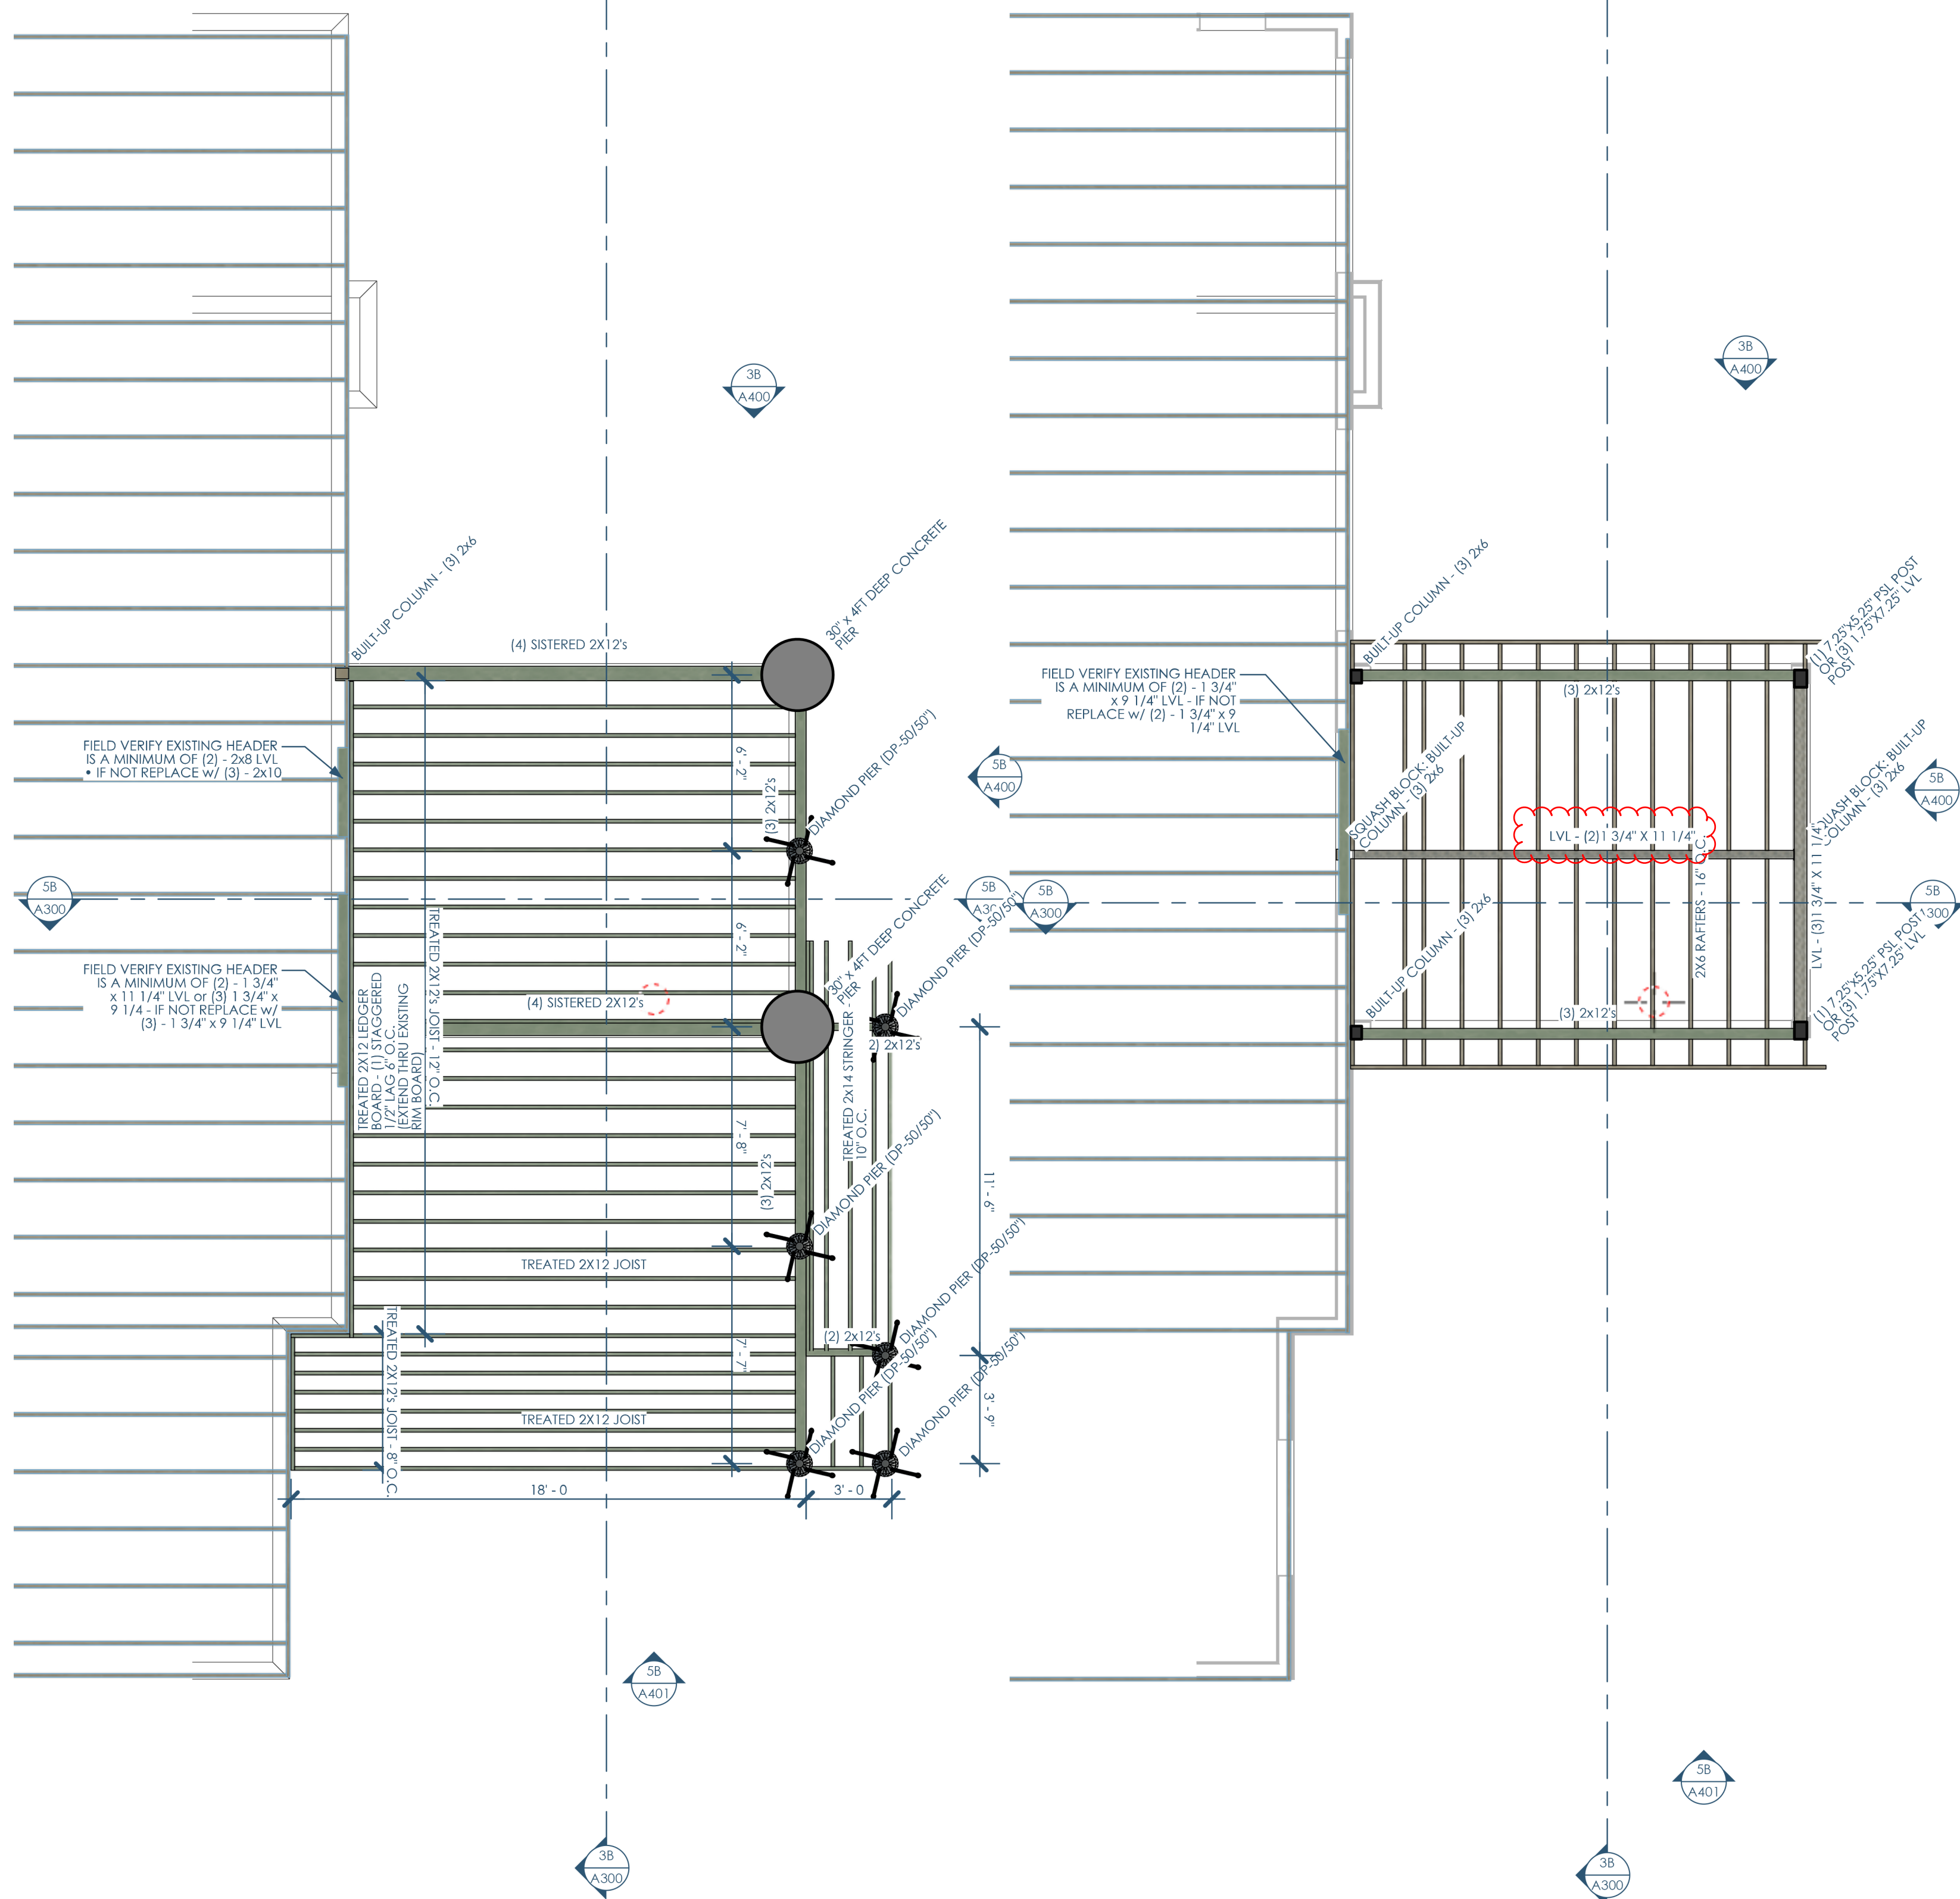 3B
A400
BUILT-UP COLUMN - (3) 2x6
(4) SISTERED 2X12's
30" x 4FT DEEP CONCRETE
PIER
FIELD VERIFY EXISTING HEADER
IS A MINIMUM OF (2) - 2x8 LVL
• IF NOT REPLACE w/ (3) - 2x10
6' - 2"
(3) 2x12's
DIAMOND PIER (DP-50/50")
5B
A300
6' - 2"
30" x 4FT DEEP CONCRETE
PIER
5B
DIAMOND PIER (DP-50/50")
FIELD VERIFY EXISTING HEADER
IS A MINIMUM OF (2) - 1 3/4"
x 11 1/4" LVL or (3) 1 3/4" x
9 1/4 - IF NOT REPLACE w/
(3) - 1 3/4" x 9 1/4" LVL
TREATED 2X12 LEDGER
BOARD - (1) STAGGERED
1/2" LAG 6" O.C.
(EXTEND THRU EXISTING
RIM BOARD)
TREATED 2X12's JOIST - 12" O.C.
(4) SISTERED 2X12's
2) 2x12's
TREATED 2x14 STRINGER -
10" O.C.
7' - 8"
(3) 2x12's
DIAMOND PIER (DP-50/50")
11' - 6"
TREATED 2X12 JOIST
DIAMOND PIER (DP-50/50")
(2) 2x12's
TREATED 2X12's JOIST - 8" O.C.
7' - 7"
DIAMOND PIER (DP-50/50")
DIAMOND PIER (DP-50/50")
3' - 9"
TREATED 2X12 JOIST
18' - 0
3' - 0
5B
A401
3B
A300
3B
A400
BUILT-UP COLUMN - (3) 2x6
(1) 7.25"x5.25" PSL POST
OR (3) 1.75"X7.25" LVL
POST
FIELD VERIFY EXISTING HEADER
IS A MINIMUM OF (2) - 1 3/4"
x 9 1/4" LVL - IF NOT
REPLACE w/ (2) - 1 3/4" x 9
1/4" LVL
(3) 2x12's
5B
A400
SQUASH BLOCK: BUILT-UP
COLUMN - (3) 2x6
LVL - (2)1 3/4" X 11 1/4"
BLOCK: BUILT-UP
COLUMN - (3) 2x6
5B
A400
5B
A300
2X6 RAFTERS - 16" O.C.
LVL - (3)1 3/4" X 11 1/4"
5B
BUILT-UP COLUMN - (3) 2x6
(3) 2x12's
(1) 7.25"x5.25" PSL POST
OR (3) 1.75"X7.25" LVL
POST
5B
A401
3B
A300